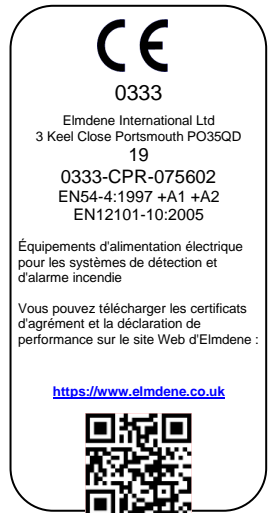 CE
0333
Elmdene International Ltd
3 Keel Close Portsmouth PO35QD
19
0333-CPR-075602
EN54-4:1997 +A1 +A2
EN12101-10:2005
Équipements d'alimentation électrique
pour les systèmes de détection et
d'alarme incendie
Vous pouvez télécharger les certificats
d'agrément et la déclaration de
performance sur le site Web d'Elmdene :
https://www.elmdene.co.uk